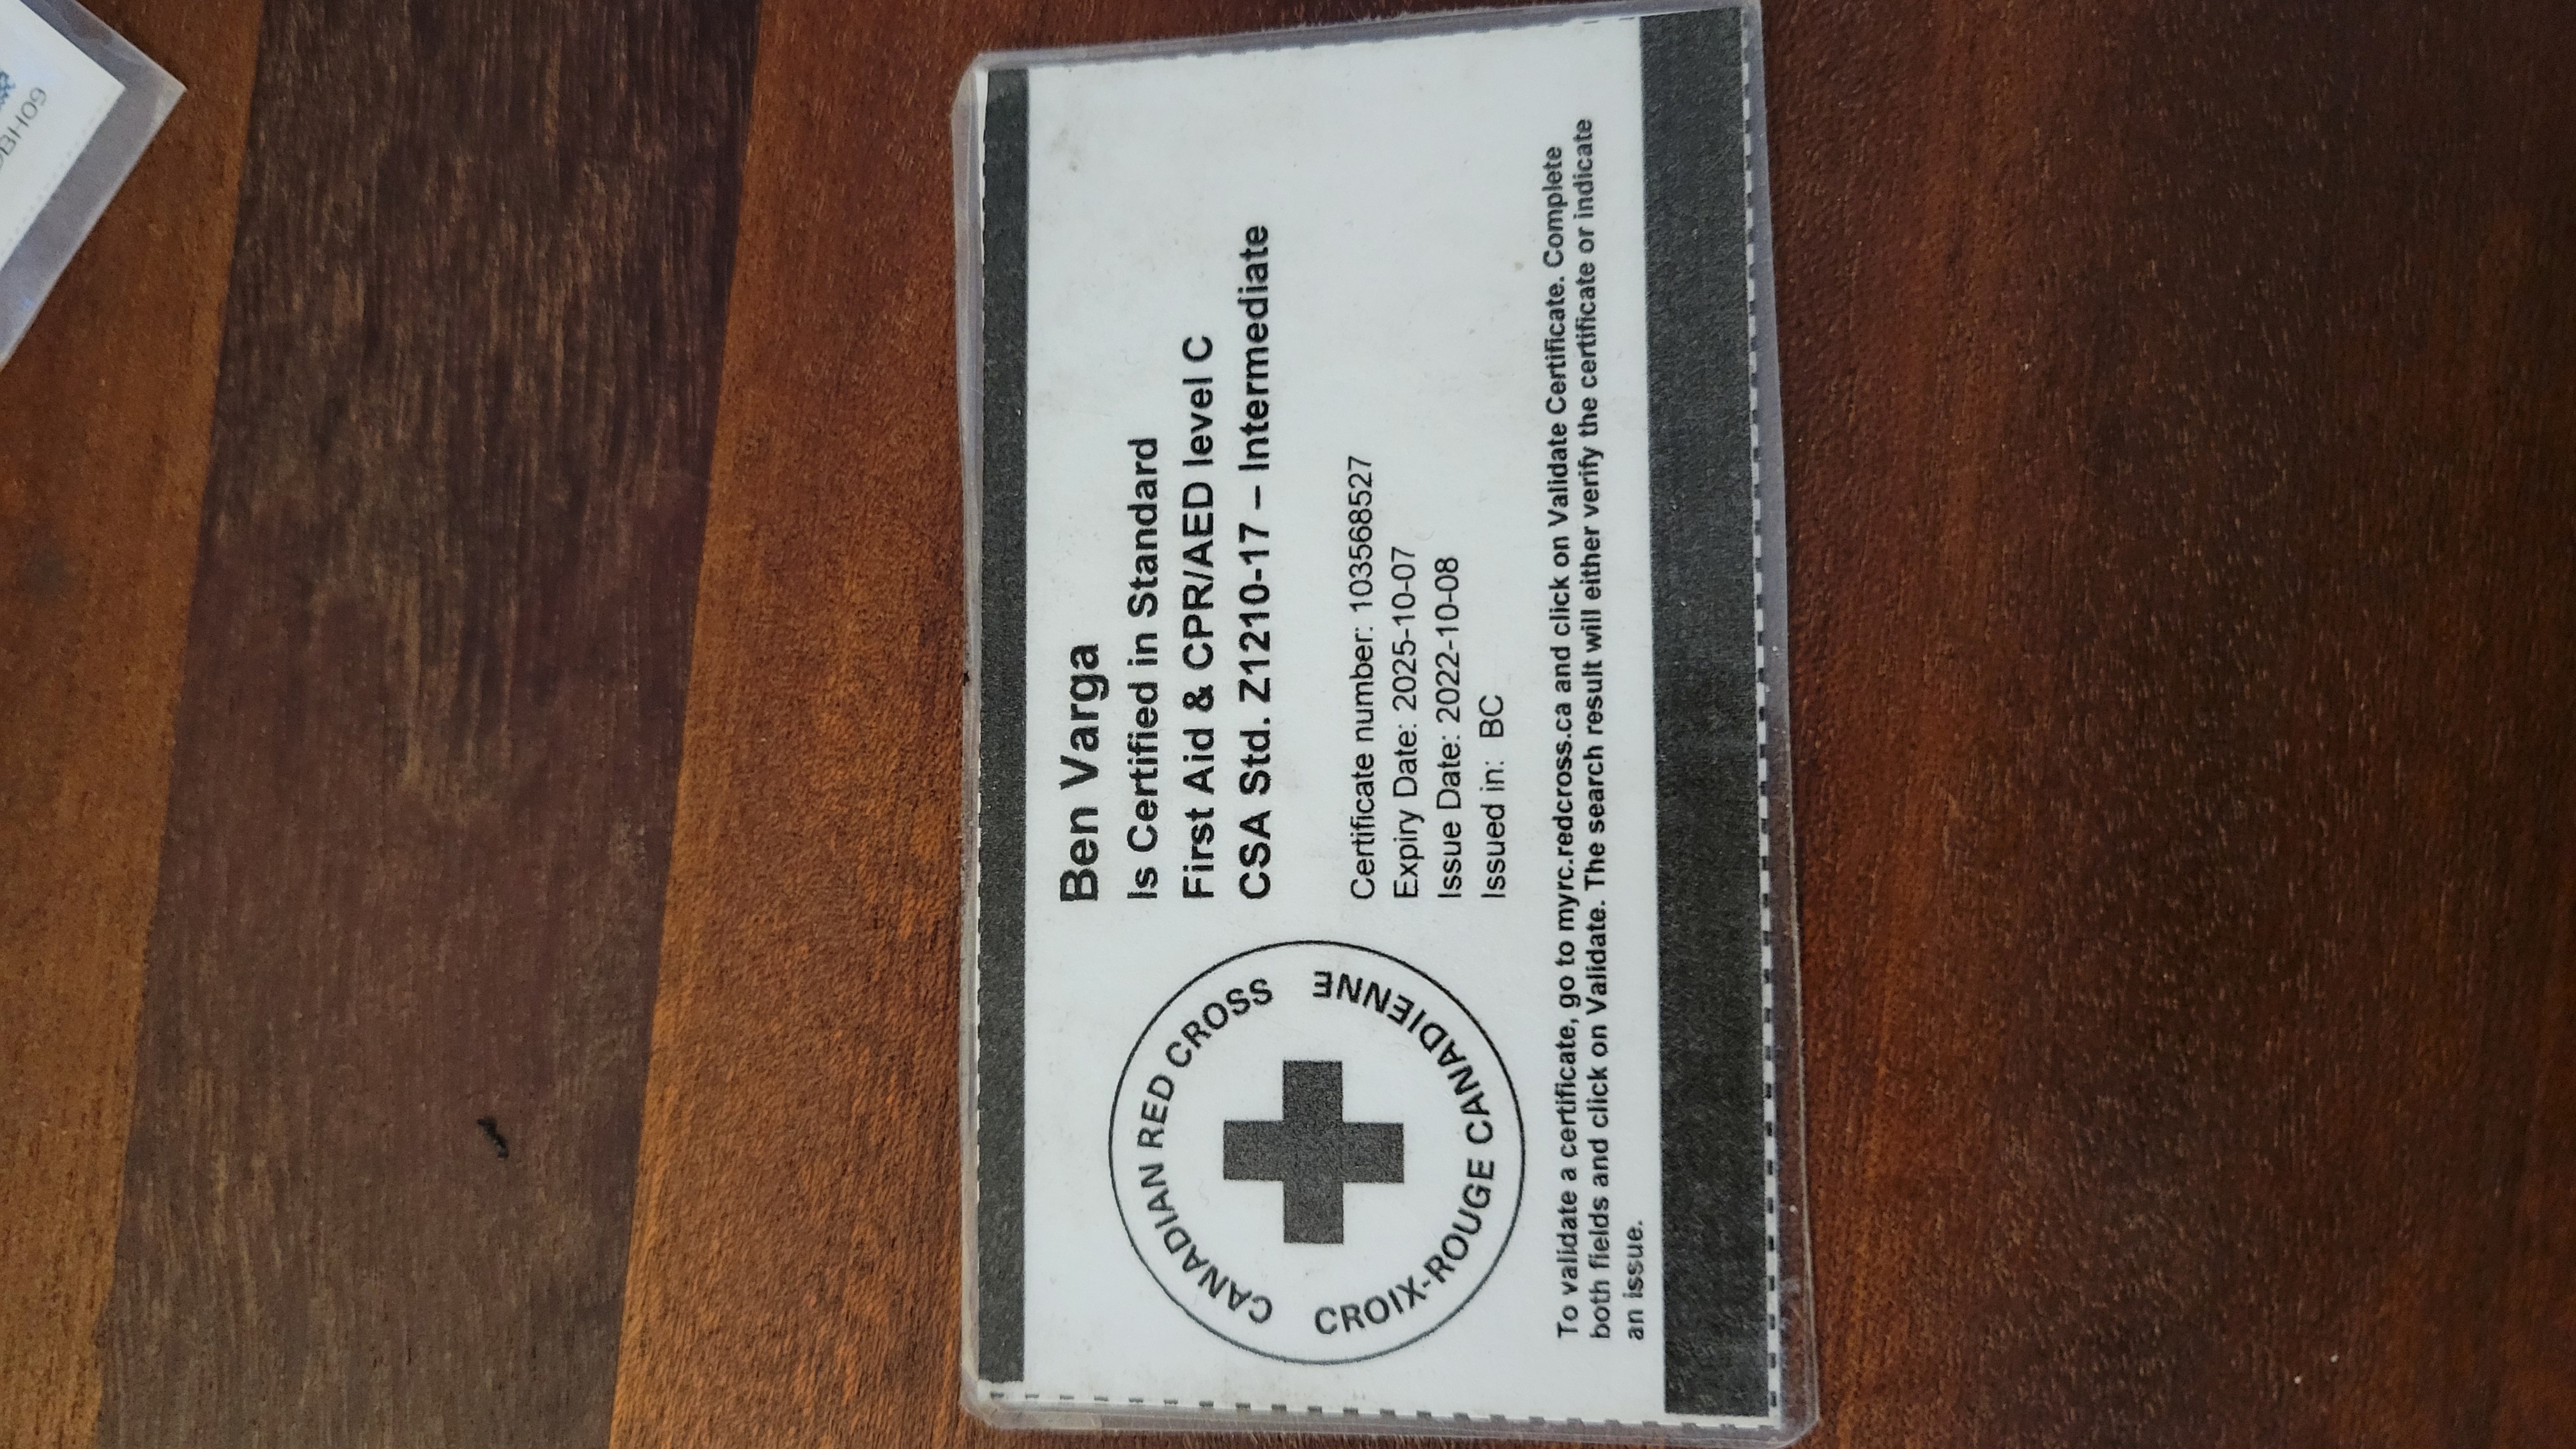 Ben Varga
Is Certified in Standard
First Aid & CPR/AED level C
CSA Std. Z1210-17 – Intermediate
Certificate number: 103568527
Expiry Date: 2025-10-07
Issue Date: 2022-10-08
Issued in: BC
CANADIAN RED CROSS
CROIX-ROUGE CANADIENNE
To validate a certificate, go to myrc.redcross.ca and click on Validate Certificate. Complete
both fields and click on Validate. The search result will either verify the certificate or indicate
an issue.